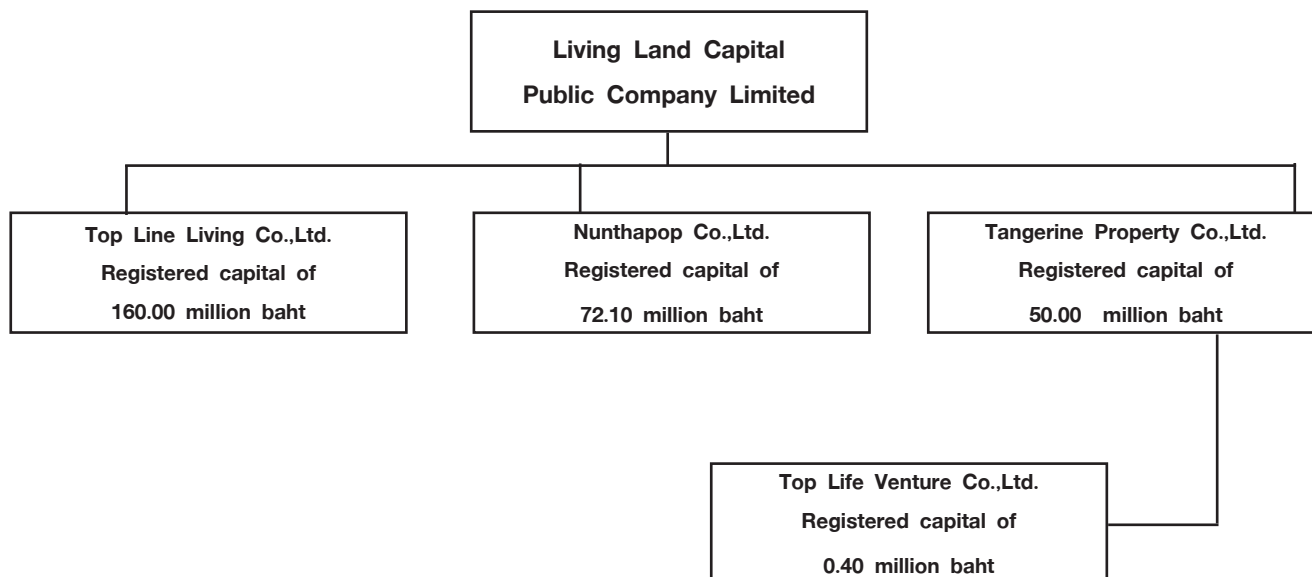 Living Land Capital
Public Company Limited
Top Line Living Co.,Ltd.
Registered capital of
160.00 million baht
Nunthapop Co.,Ltd.
Registered capital of
72.10 million baht
Tangerine Property Co.,Ltd.
Registered capital of
50.00 million baht
Top Life Venture Co.,Ltd.
Registered capital of
0.40 million baht